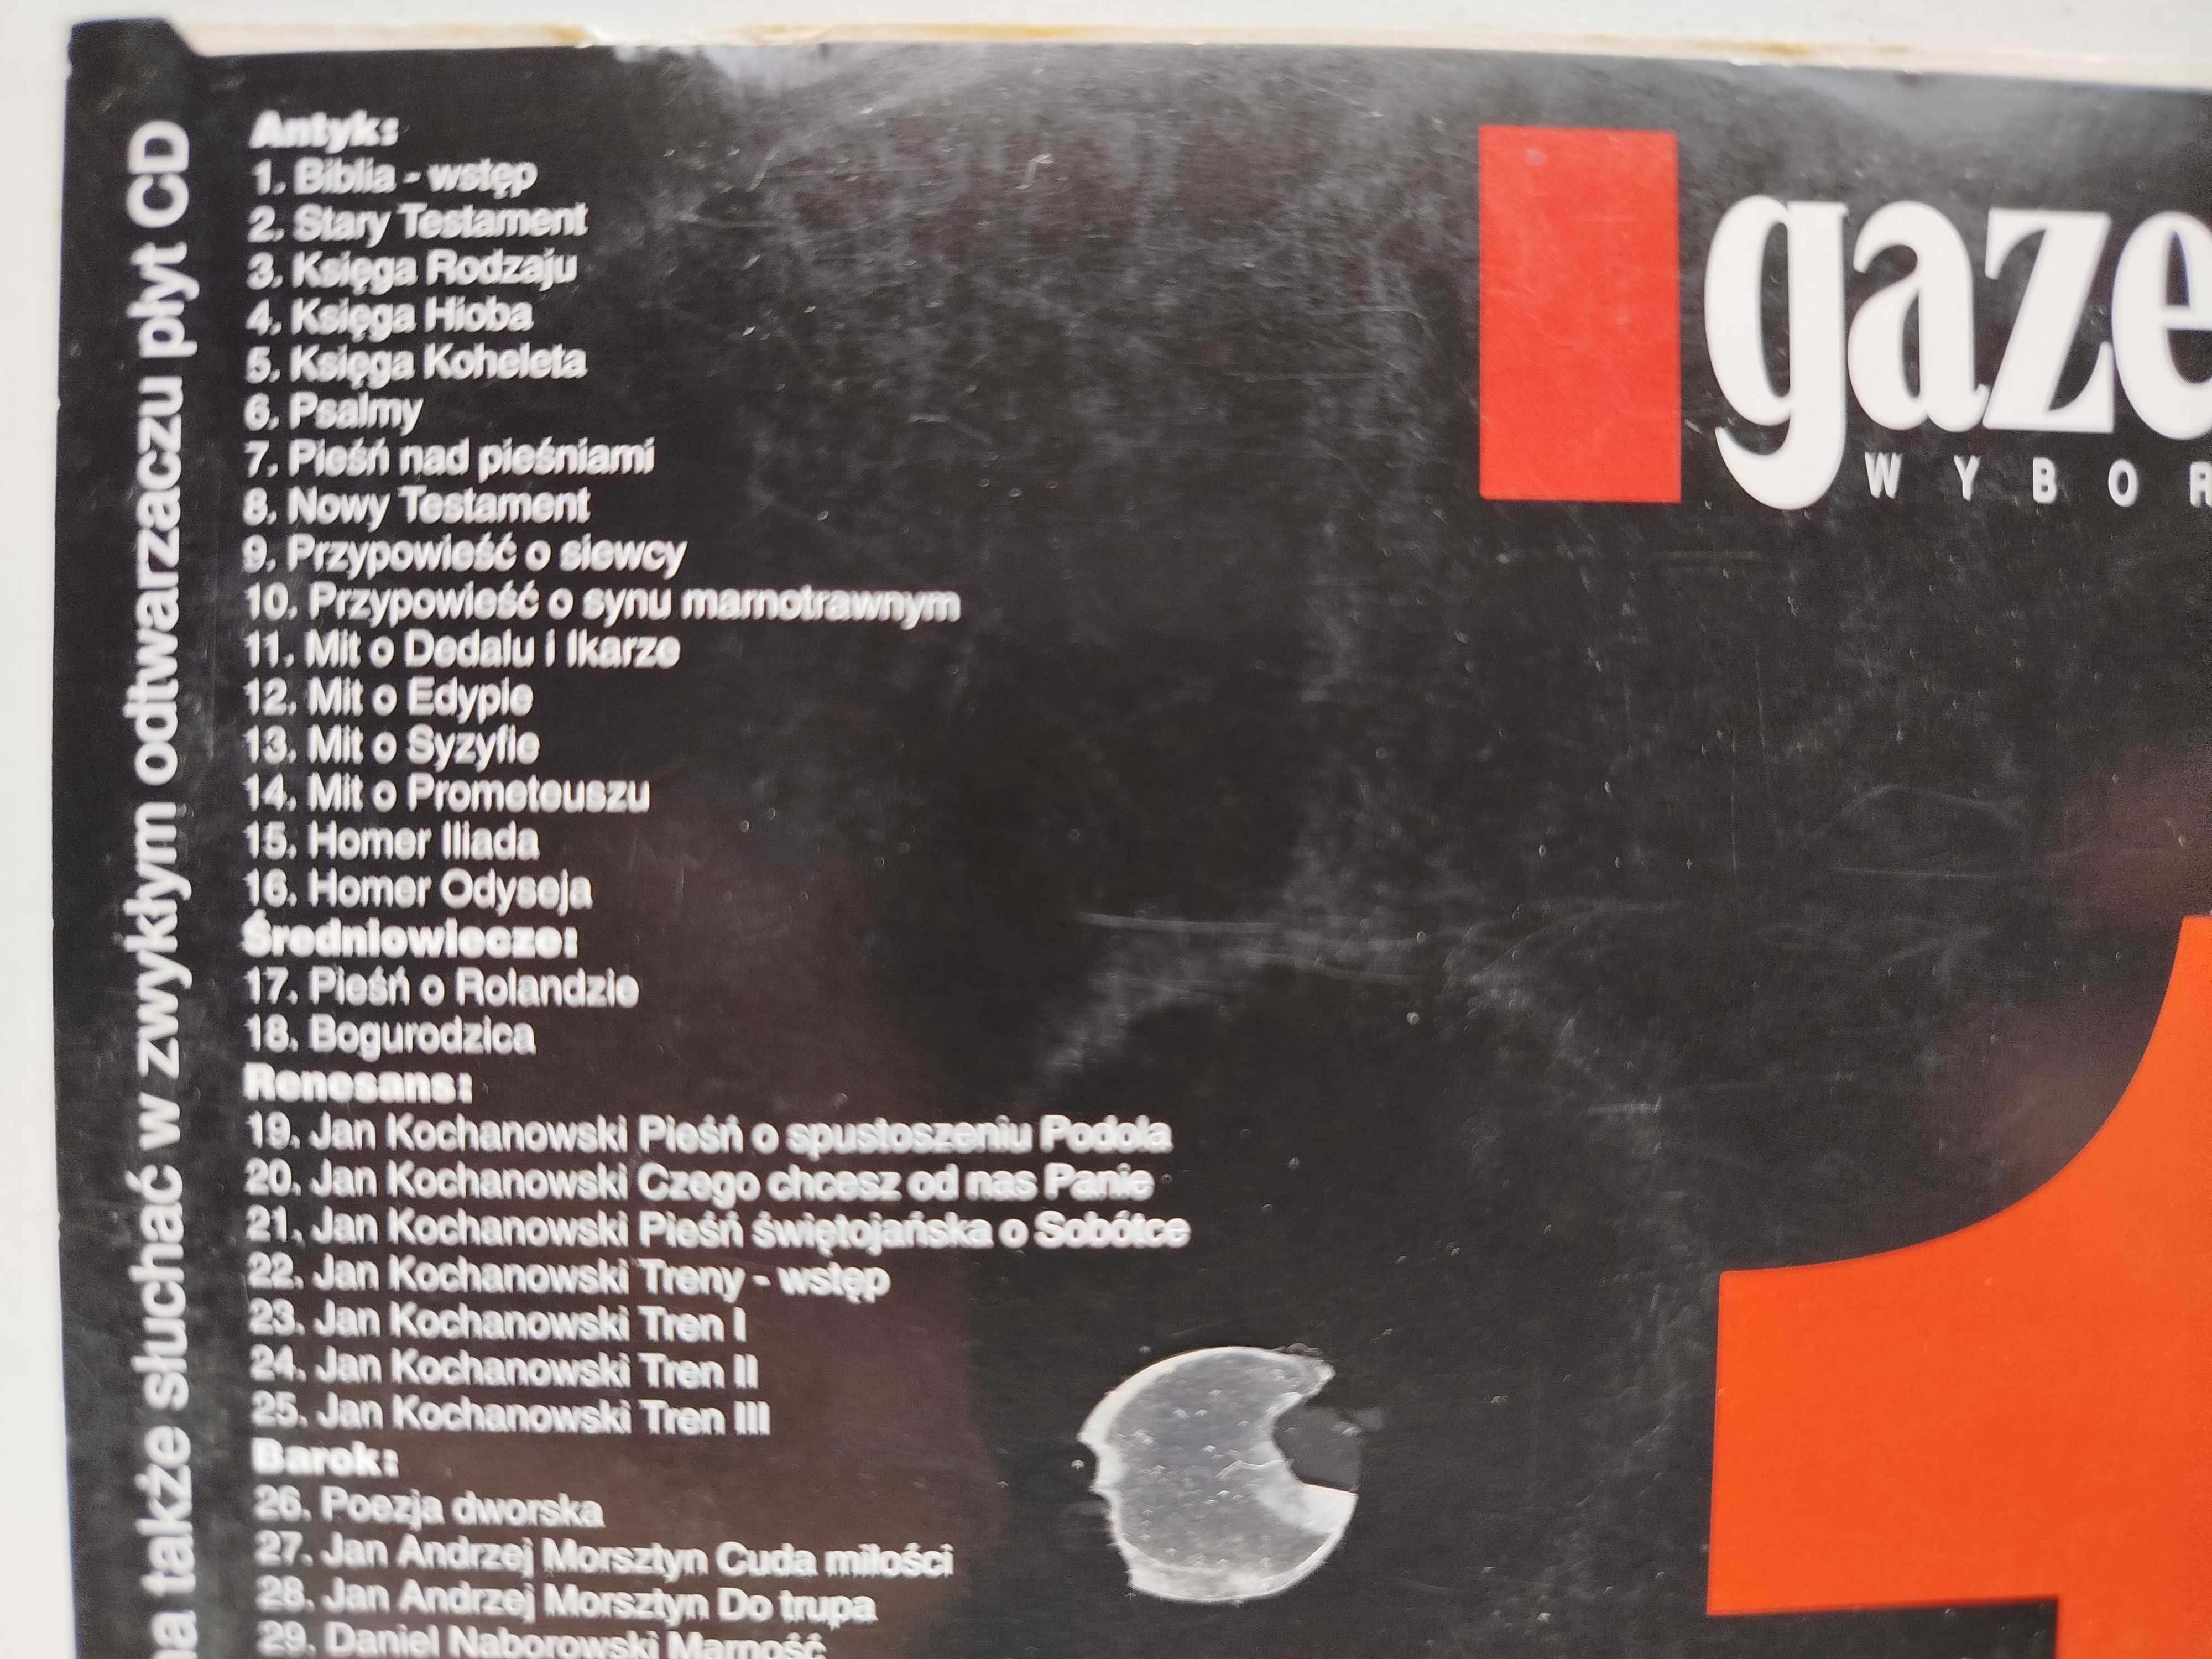 na także słuchać w zwykłym odtwarzaczu płyt CD
Antyk:
1. Biblia - wstęp
2. Stary Testament
3. Księga Rodzaju
4. Księga Hioba
5. Księga Koheleta
6. Psalmy
7. Pieśń nad pieśniami
8. Nowy Testament
9. Przypowieść o siewcy
10. Przypowieść o synu marnotrawnym
11. Mit o Dedalu i Ikarze
12. Mit o Edypie
13. Mit o Syzyfie
14. Mit o Prometeuszu
15. Homer Iliada
16. Homer Odyseja
Średniowiecze:
17. Pieśń o Rolandzie
18. Bogurodzica
Renesans:
19. Jan Kochanowski Pieśń o spustoszeniu Podola
20. Jan Kochanowski Czego chcesz od nas Panie
21. Jan Kochanowski Pieśń świętojańska o Sobótce
22. Jan Kochanowski Treny - wstęp
23. Jan Kochanowski Tren I
24. Jan Kochanowski Tren II
25. Jan Kochanowski Tren III
Barok:
26. Poezja dworska
27. Jan Andrzej Morsztyn Cuda miłości
28. Jan Andrzej Morsztyn Do trupa
29. Daniel Naborowski Marność
gaze
WYBOR
1